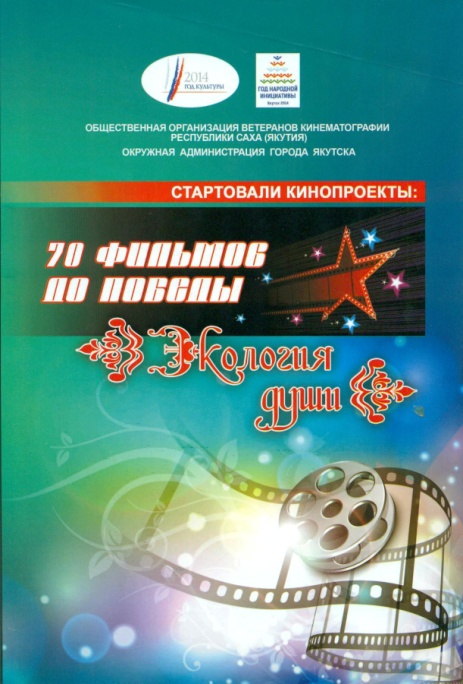 2014
ГОД КУЛЬТУРЫ
ГОД НАРОДНОЙ
ИНИЦИАТИВЫ
Якутск 2014
ОБЩЕСТВЕННАЯ ОРГАНИЗАЦИЯ ВЕТЕРАНОВ КИНЕМАТОГРАФИИ
РЕСПУБЛИКИ САХА (ЯКУТИЯ)
ОКРУЖНАЯ АДМИНИСТРАЦИЯ ГОРОДА ЯКУТСКА
СТАРТОВАЛИ КИНОПРОЕКТЫ:
70 ФИЛЬМОВ
ДО ПОБЕДЫ
Экология
души